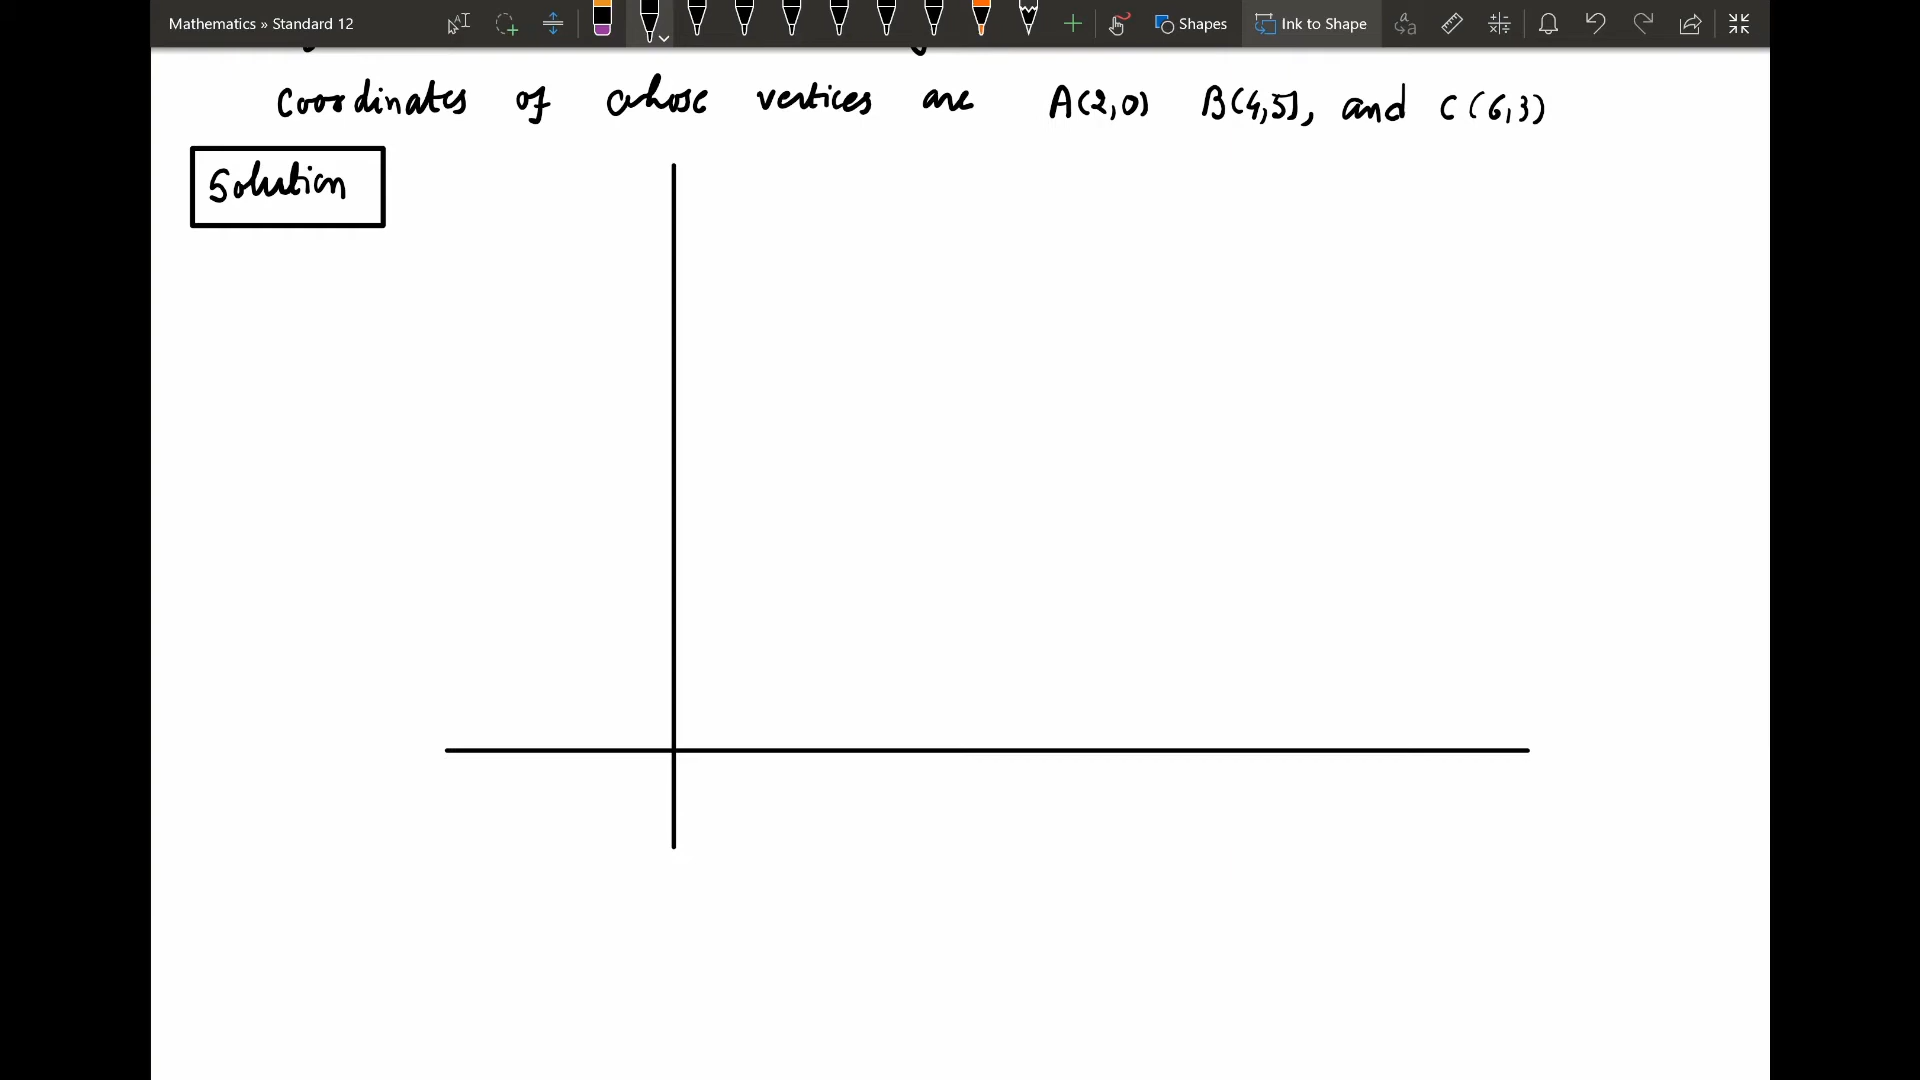 Mathematics » Standard 12
Shapes
Ink to Shape
Coordinates of whose vertices are A(2,0) B(4,5), and C(6,3)
Solution